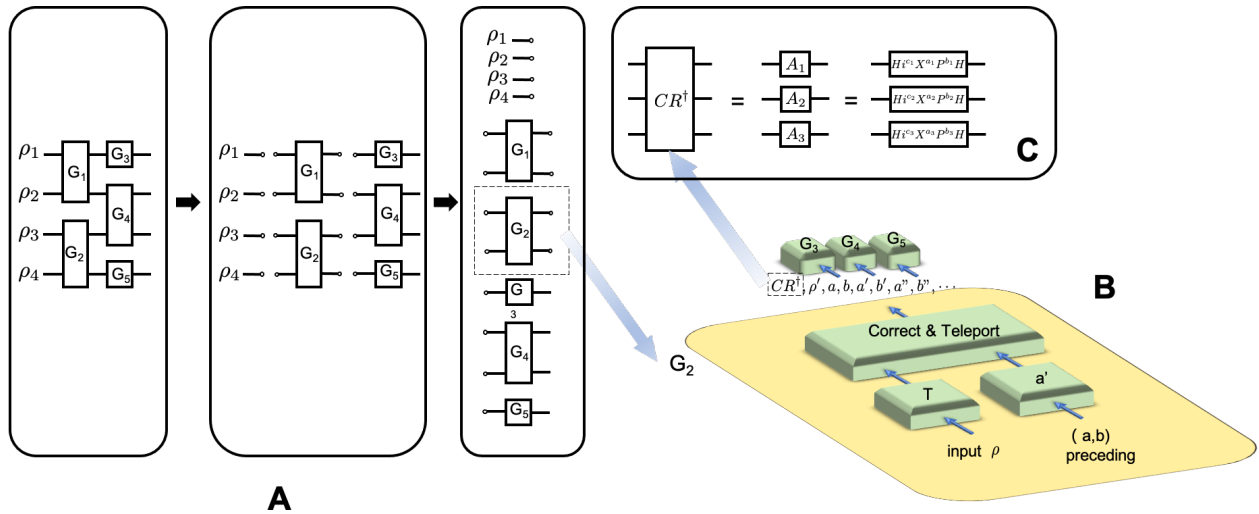 ρ₁
ρ₂
ρ₃
ρ₄
G₁
G₂
G₃
G₄
G₅
ρ₁
ρ₂
ρ₃
ρ₄
G₁
G₂
G₃
G₄
G₅
ρ₁
ρ₂
ρ₃
ρ₄
G₁
G₂
G
3
G₄
G₅
A
CR† = A₁ = Hi^{c₁}X^{a₁}P^{b₁}H
A₂ Hi^{c₂}X^{a₂}P^{b₂}H
A₃ Hi^{c₃}X^{a₃}P^{b₃}H
C
G₃ G₄ G₅
CR†, ρ′, a, b, a′, b′, a", b", ···
B
Correct & Teleport
G₂
T
a'
input ρ
( a,b)
preceding